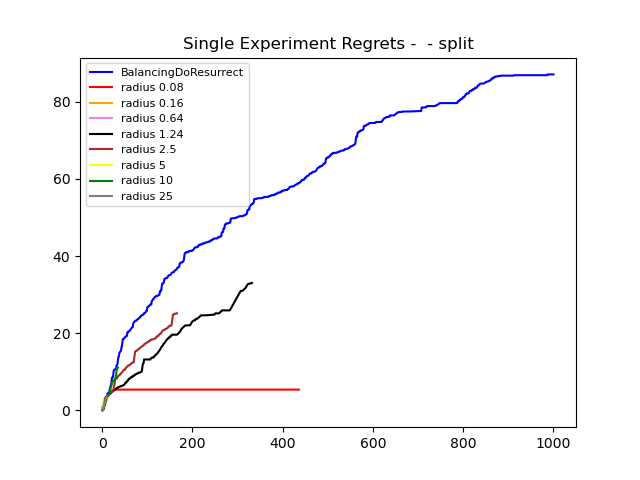 Single Experiment Regrets -  - split
BalancingDoResurrect
radius 0.08
radius 0.16
radius 0.64
radius 1.24
radius 2.5
radius 5
radius 10
radius 25
80
60
40
20
0
0 200 400 600 800 1000